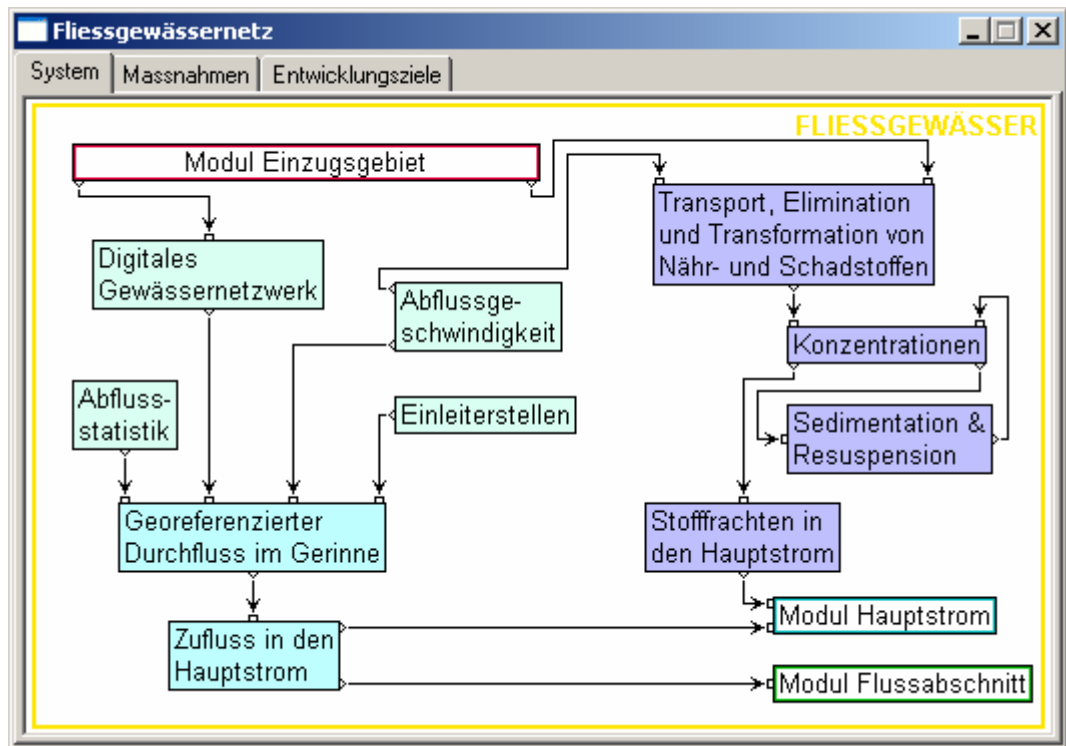 Fliessgewässernetz
System
Massnahmen
Entwicklungsziele
FLIESSGEWÄSSER
Modul Einzugsgebiet
Transport, Elimination
und Transformation von
Nähr- und Schadstoffen
Digitales
Gewässernetzwerk
Abflussge-
schwindigkeit
Konzentrationen
Abfluss-
statistik
Einleiterstellen
Sedimentation &
Resuspension
Georeferenzierter
Durchfluss im Gerinne
Stofffrachten in
den Hauptstrom
Modul Hauptstrom
Zufluss in den
Hauptstrom
Modul Flussabschnitt